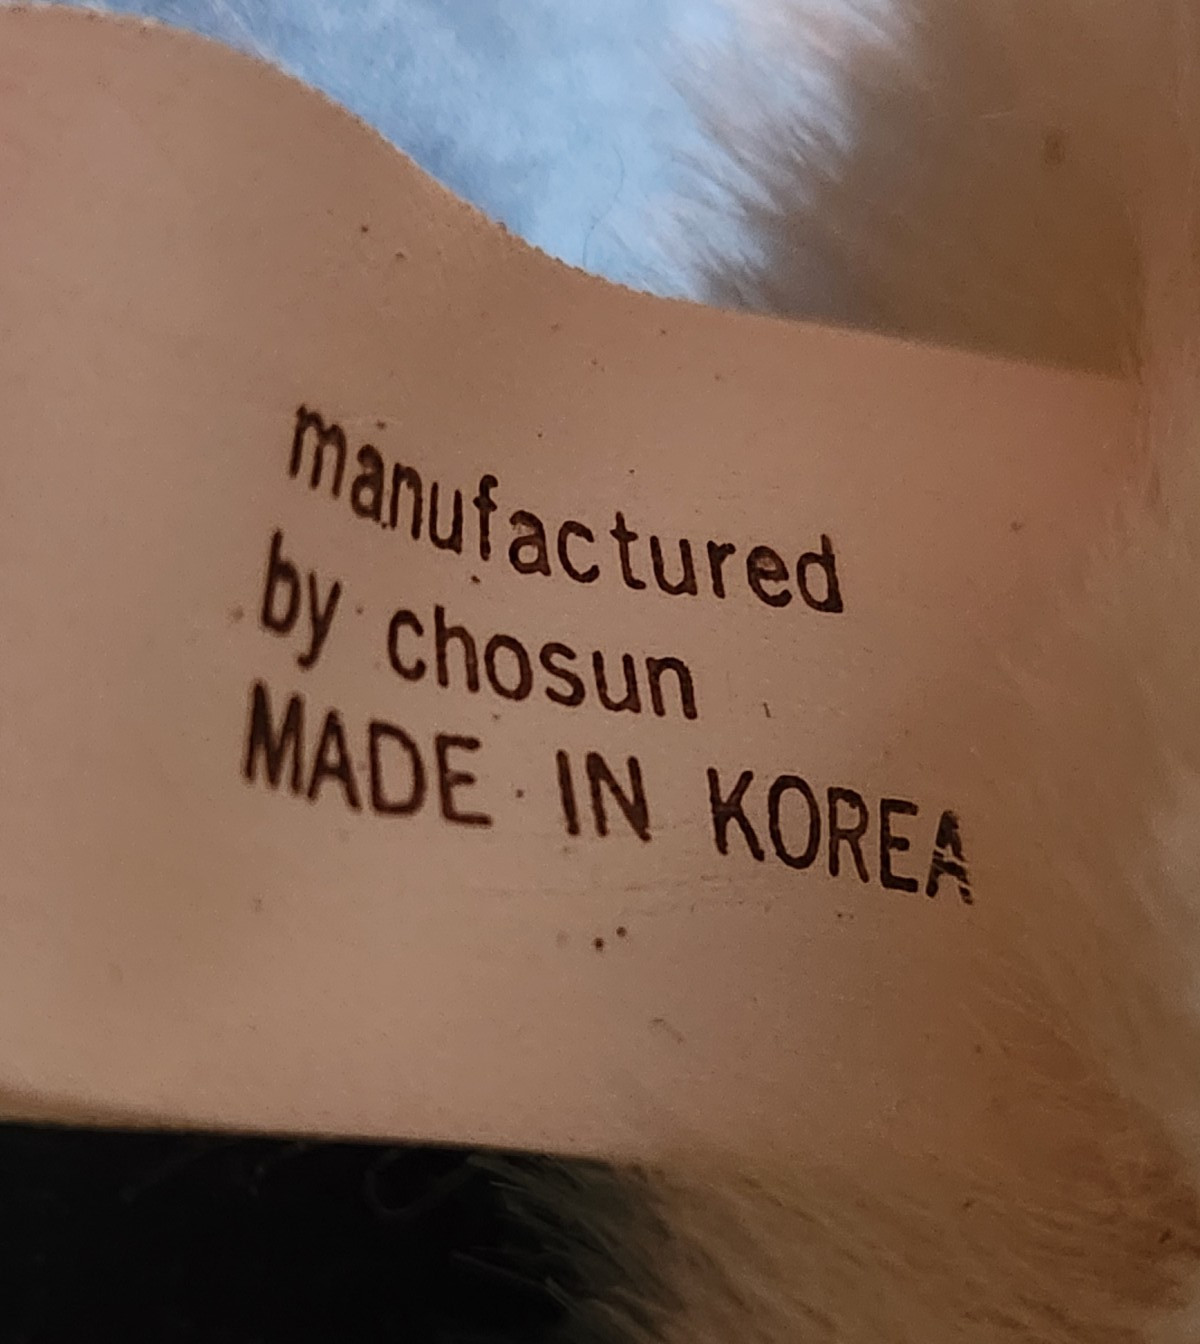 manufactured
by chosun
MADE IN KOREA